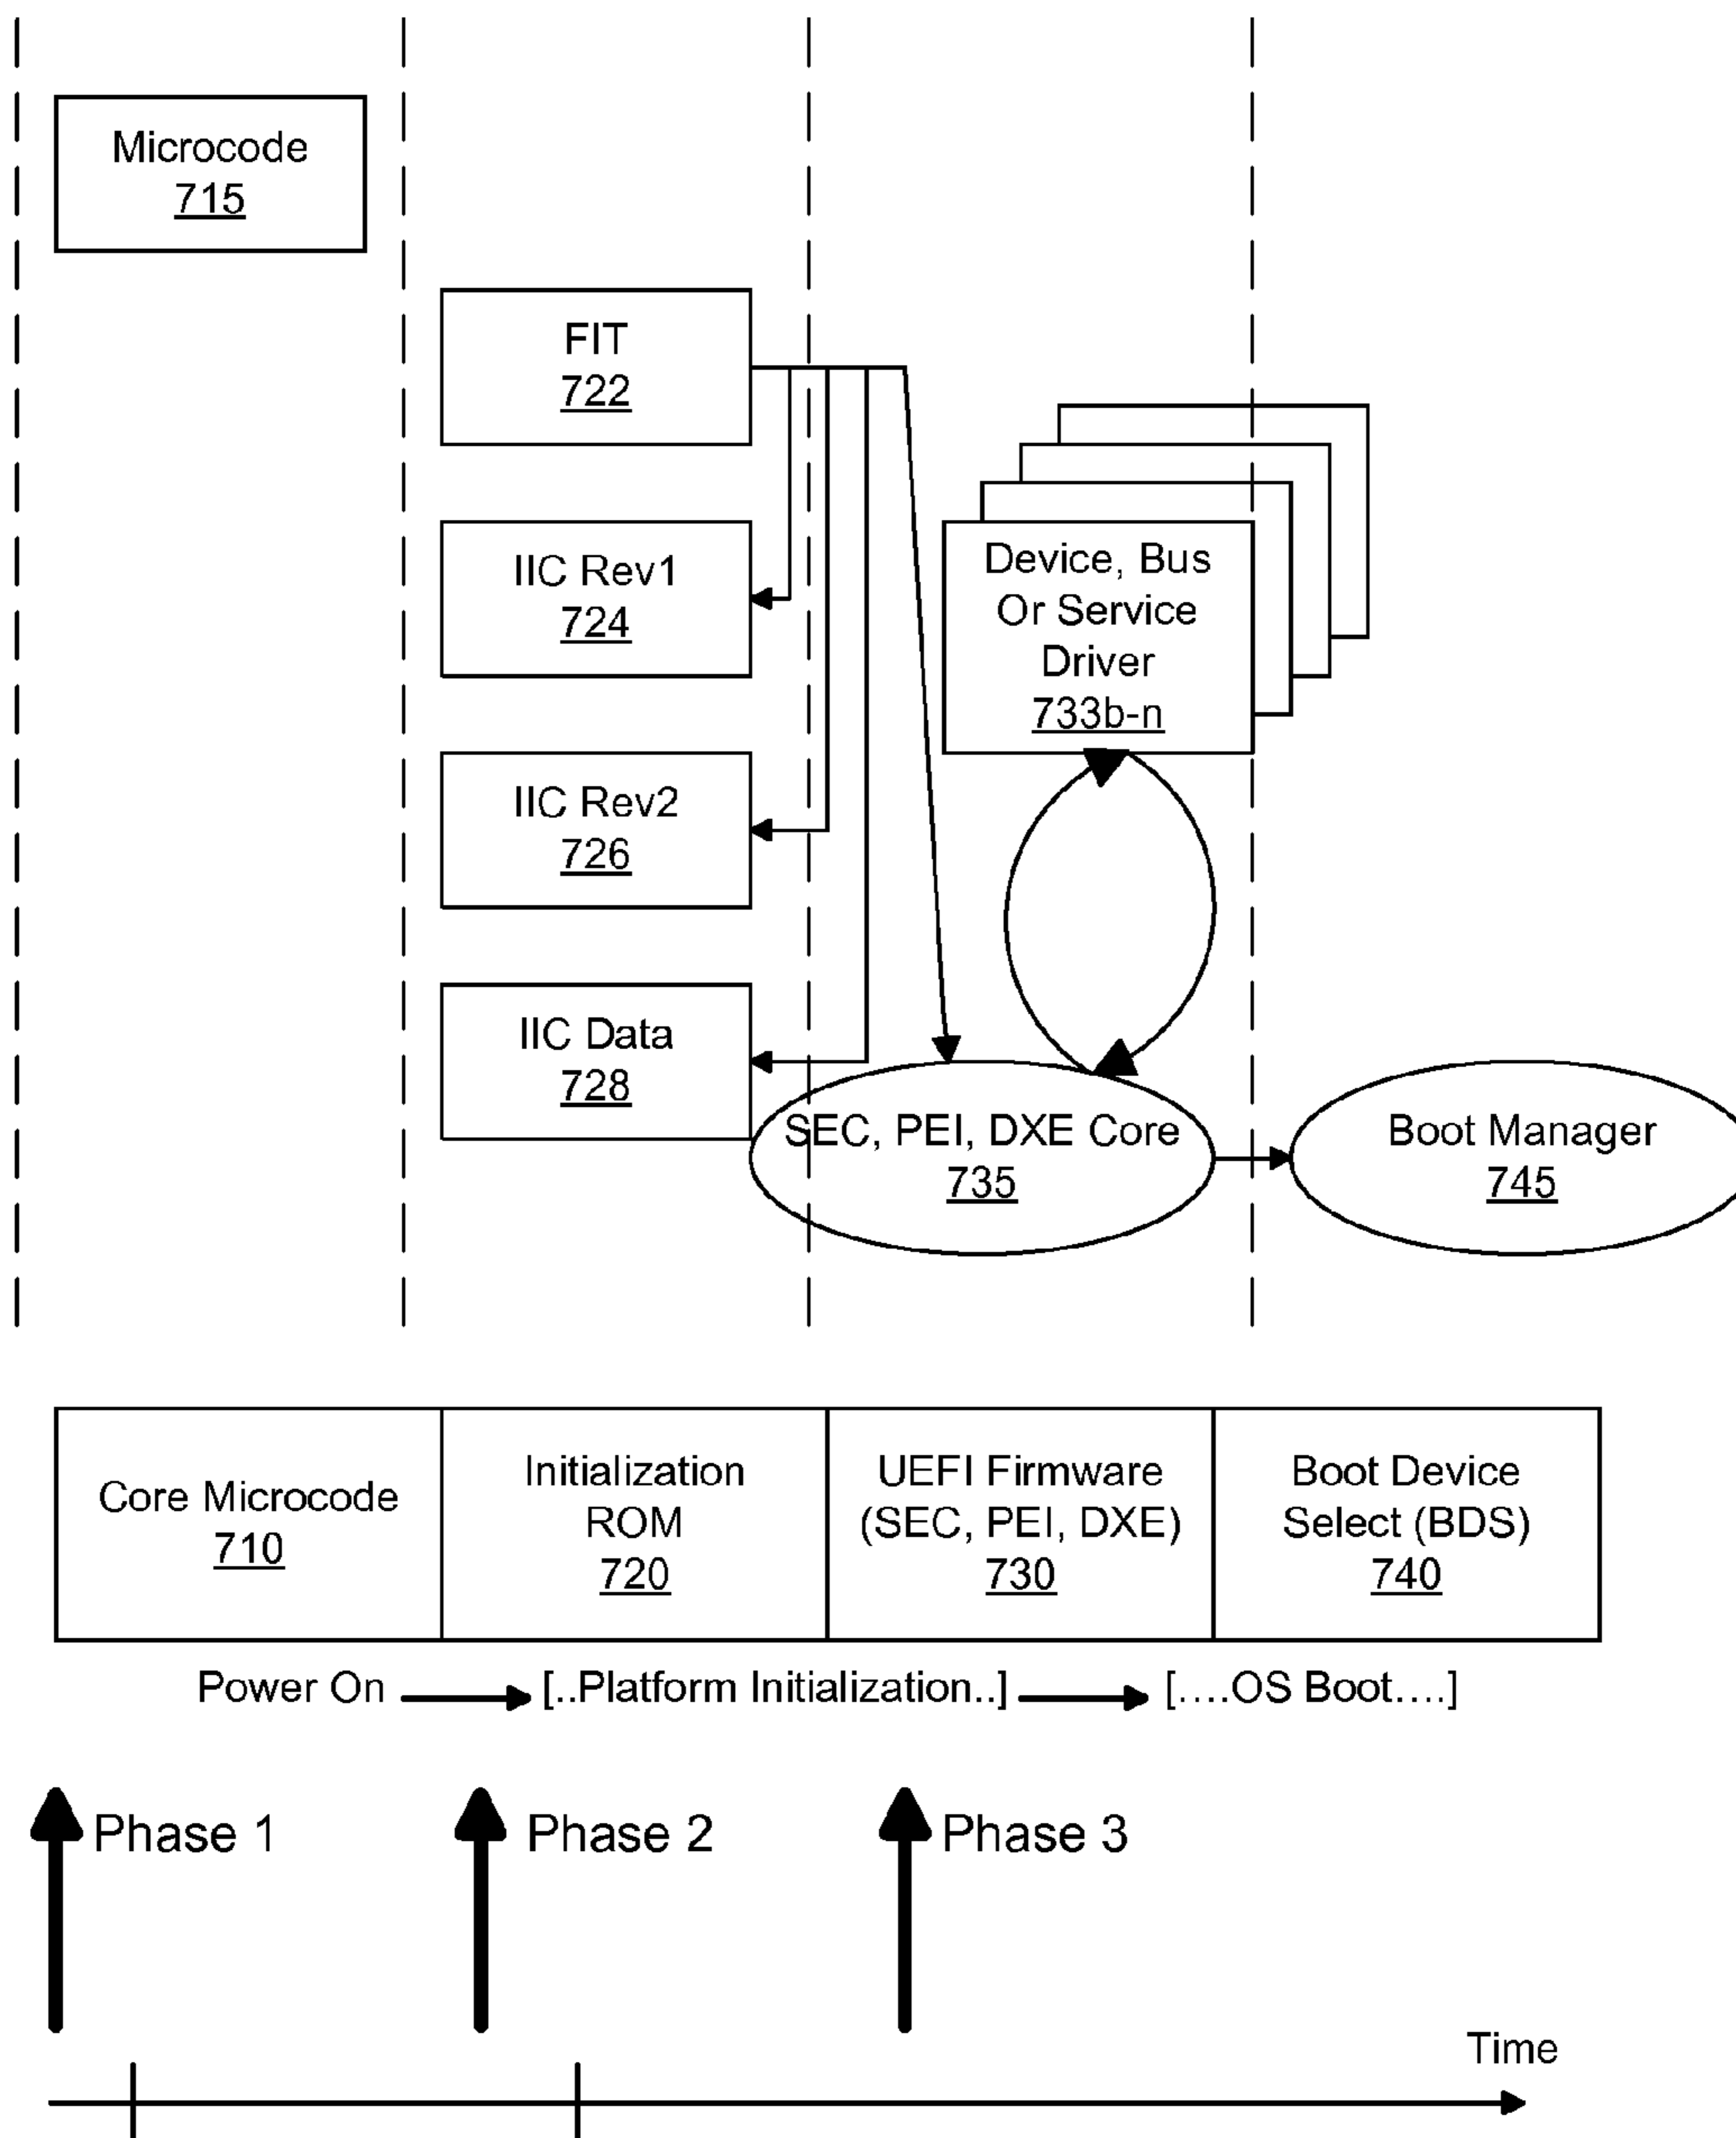 Microcode
715
FIT
722
IIC Rev1
724
Device, Bus
Or Service
Driver
733b-n
IIC Rev2
726
IIC Data
728
SEC, PEI, DXE Core
735
Boot Manager
745
Core Microcode
710
Initialization
ROM
720
UEFI Firmware
(SEC, PEI, DXE)
730
Boot Device
Select (BDS)
740
Power On [..Platform Initialization..] [....OS Boot....]
Phase 1 Phase 2 Phase 3
Time